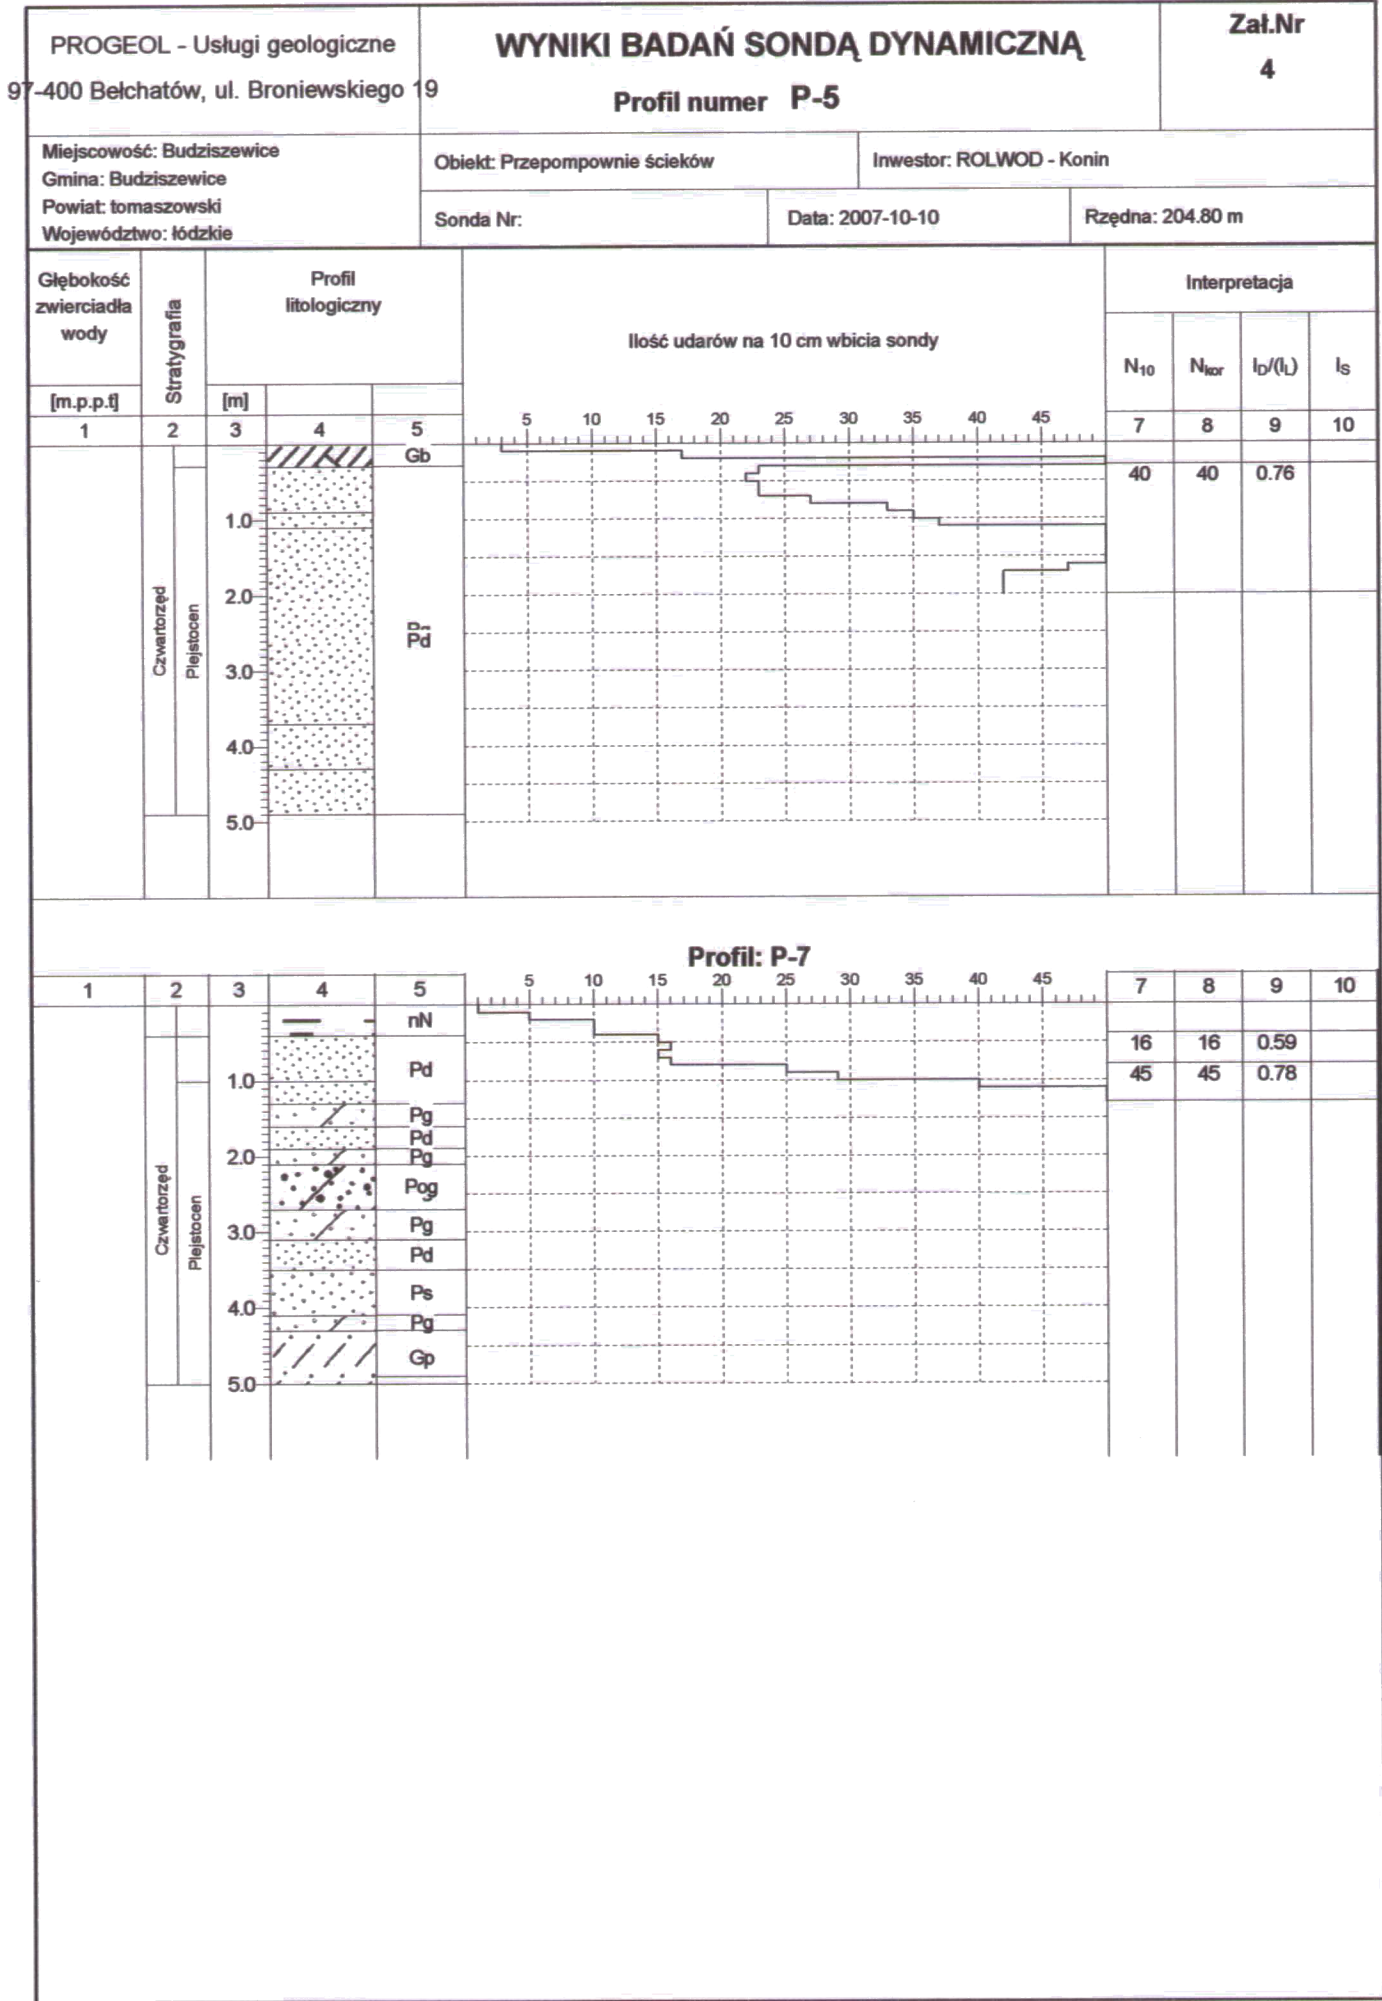 PROGEOL - Usługi geologiczne
97-400 Bełchatów, ul. Broniewskiego 19
WYNIKI BADAŃ SONDĄ DYNAMICZNĄ
Profil numer P-5
Zał.Nr
4
Miejscowość: Budziszewice
Gmina: Budziszewice
Powiat: tomaszowski
Województwo: łódzkie
Obiekt: Przepompownie ścieków
Inwestor: ROLWOD - Konin
Sonda Nr:
Data: 2007-10-10
Rzędna: 204.80 m
Głębokość
zwierciadła
wody
[m.p.p.t]
Stratygrafia
Profil
litologiczny
[m]
Ilość udarów na 10 cm wbicia sondy
Interpretacja
N10 Nkor ID/(IL) IS
5 10 15 20 25 30 35 40 45
1 2 3 4 5 7 8 9 10
Gb
40 40 0.76
1.0
2.0
3.0
4.0
5.0
Czwartorzęd
Plejstocen
Pd
Profil: P-7
5 10 15 20 25 30 35 40 45
1 2 3 4 5 7 8 9 10
nN
16 16 0.59
Pd
45 45 0.78
1.0
Pg
Pd
2.0
Pg
Pog
Pg
3.0
Pd
Ps
4.0
Pg
Gp
5.0
Czwartorzęd
Plejstocen